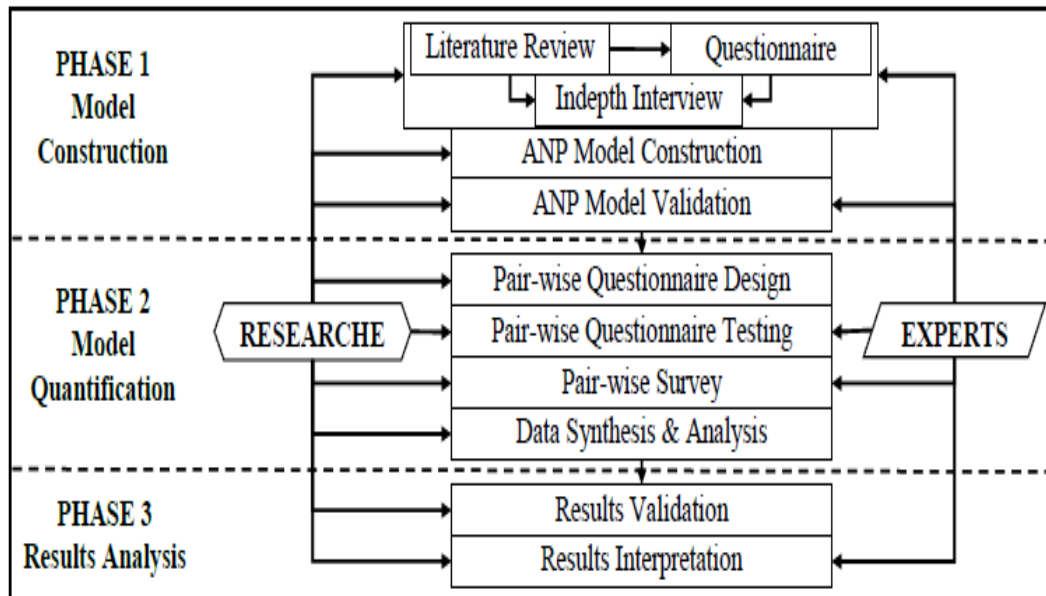 PHASE 1
Model
Construction
Literature Review
Questionnaire
Indepth Interview
ANP Model Construction
ANP Model Validation
PHASE 2
Model
Quantification
RESEARCHE
Pair-wise Questionnaire Design
Pair-wise Questionnaire Testing
Pair-wise Survey
Data Synthesis & Analysis
EXPERTS
PHASE 3
Results Analysis
Results Validation
Results Interpretation